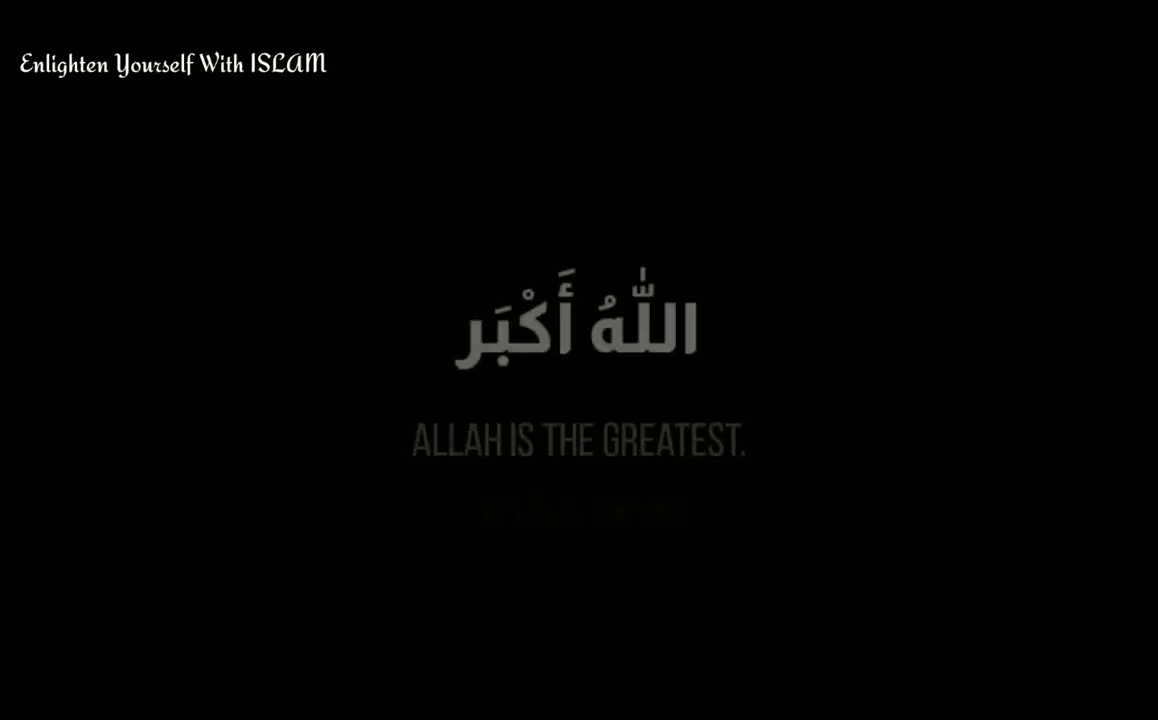 Enlighten Yourself With ISLAM
اللّٰهُ أَكْبَر
ALLAH IS THE GREATEST.